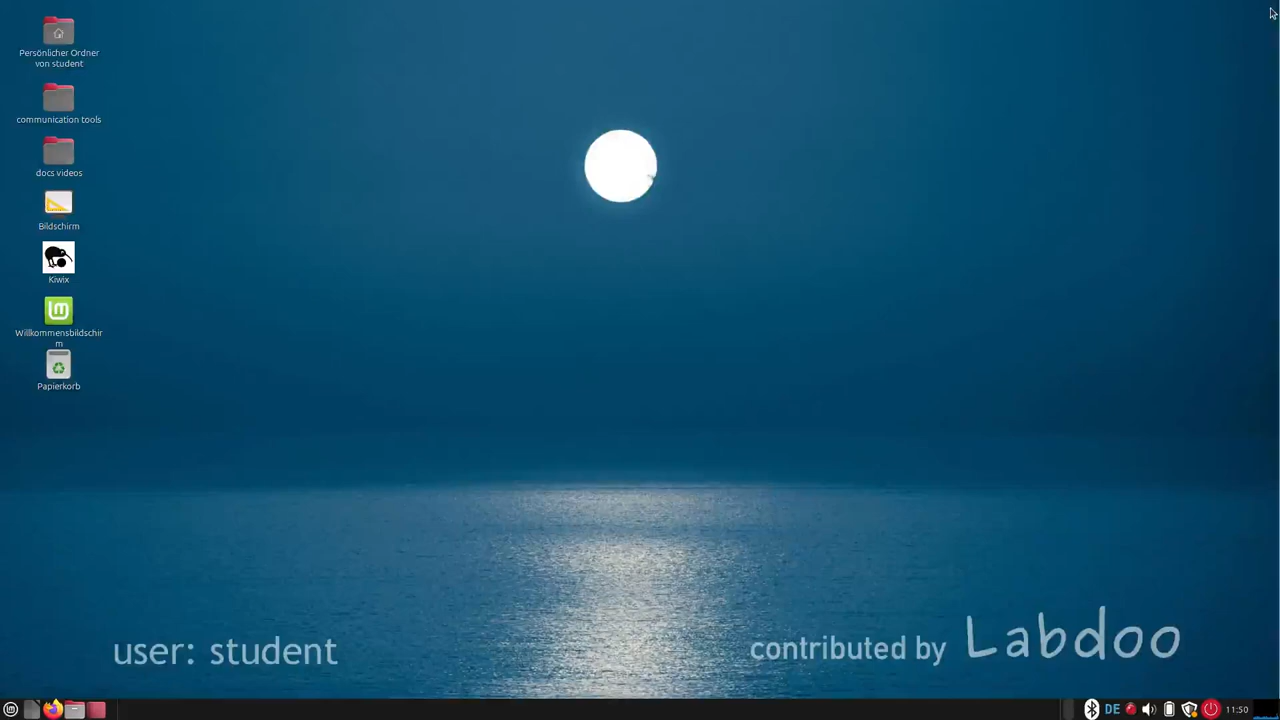 Persönlicher Ordner
von student
communication tools
docs videos
Bildschirm
Kiwix
Willkommensbildschir
m
Papierkorb
user: student
contributed by Labdoo
DE
11:50